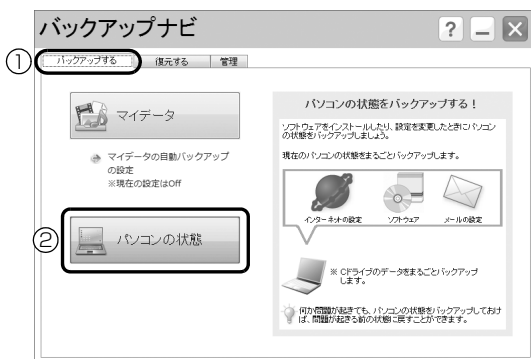 バックアップナビ
? － ×
① バックアップする 復元する 管理
マイデータ
マイデータの自動バックアップ
の設定
※現在の設定はOff
② パソコンの状態
パソコンの状態をバックアップする！
ソフトウェアをインストールしたり、設定を変更したときにパソコン
の状態をバックアップしましょう。
現在のパソコンの状態をまるごとバックアップします。
インターネットの設定 ソフトウェア メールの設定
※ Cドライブのデータをまるごとバックアップ
します。
何か問題が起きても、パソコンの状態をバックアップしておけ
ば、問題が起きる前の状態に戻すことができます。